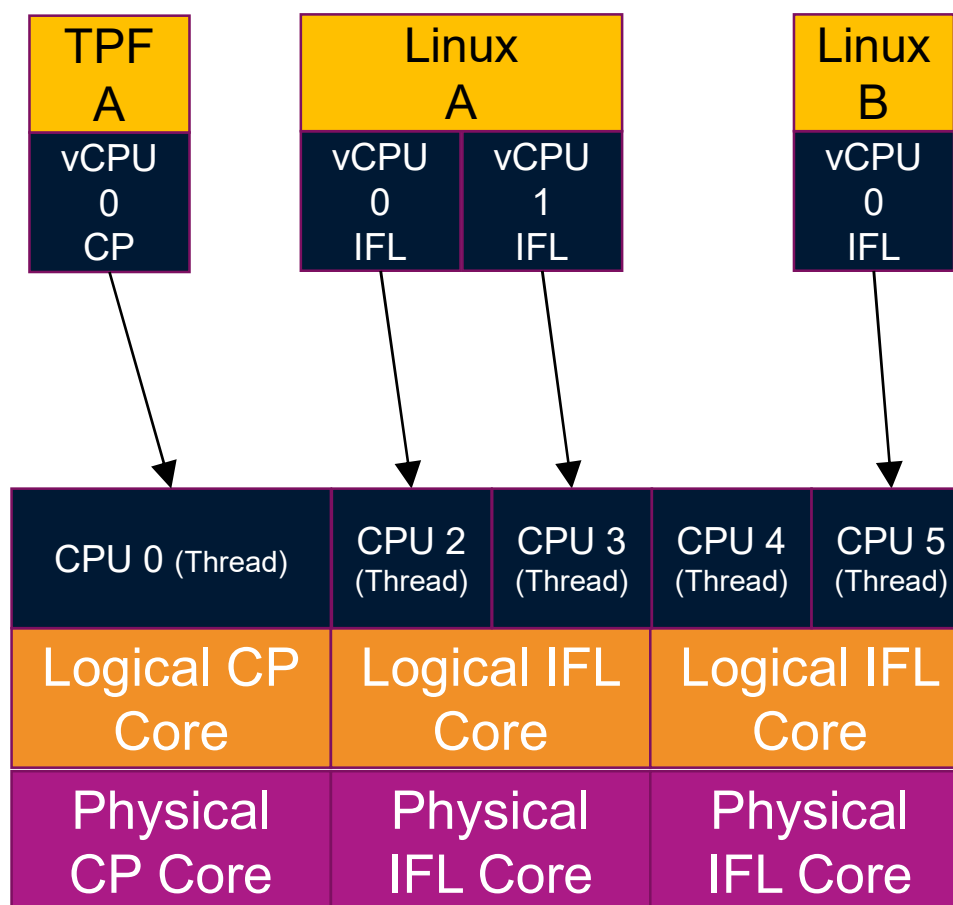 TPF
A
vCPU
0
CP
Linux
A
vCPU
0
IFL
vCPU
1
IFL
Linux
B
vCPU
0
IFL
CPU 0 (Thread)
CPU 2
(Thread)
CPU 3
(Thread)
CPU 4
(Thread)
CPU 5
(Thread)
Logical CP
Core
Logical IFL
Core
Logical IFL
Core
Physical
CP Core
Physical
IFL Core
Physical
IFL Core